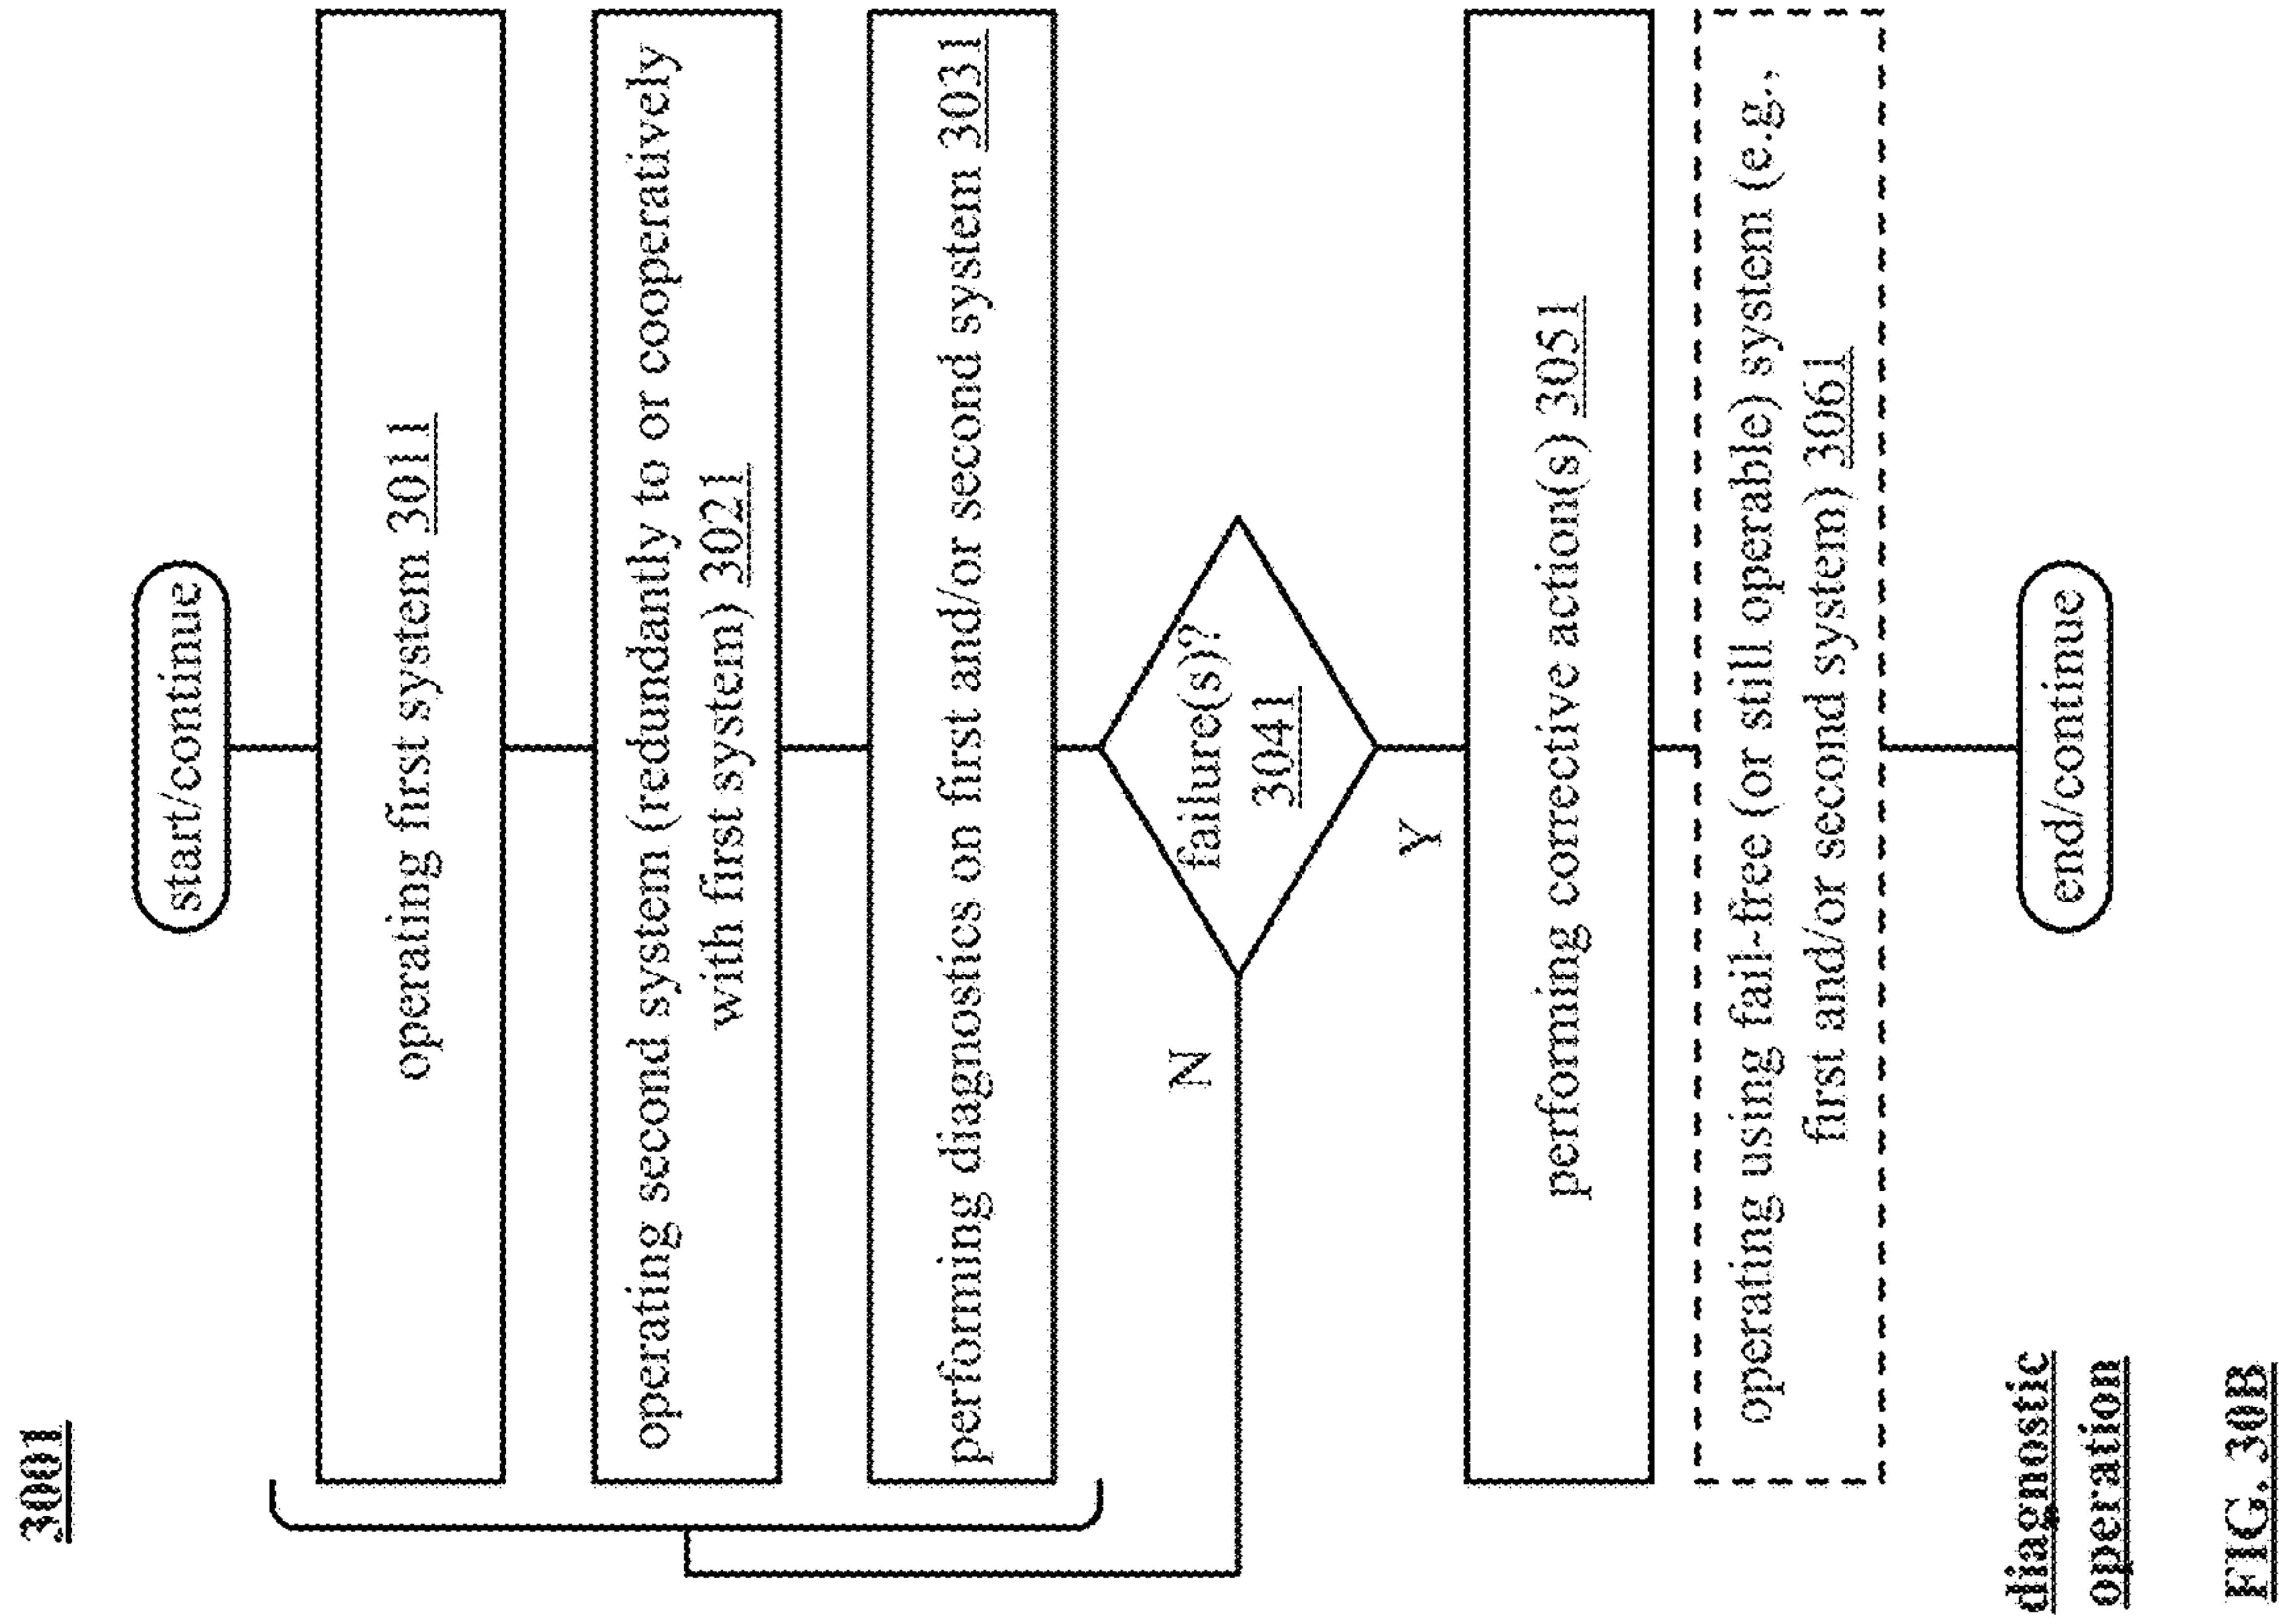 3001
start/continue
operating first system 3011
operating second system (redundantly to or cooperatively
with first system) 3021
performing diagnostics on first and/or second system 3031
failure(s)?
3041
N
Y
performing corrective action(s) 3051
operating using fail-free (or still operable) system (e.g.,
first and/or second system) 3061
end/continue
diagnostic
operation
FIG. 30B